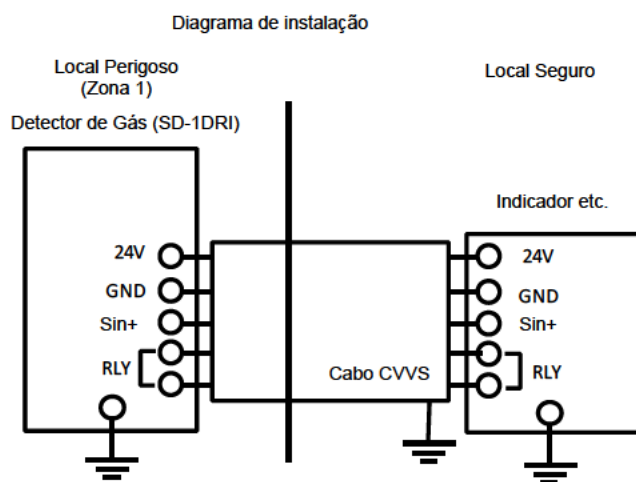 Diagrama de instalação
Local Perigoso
(Zona 1)
Local Seguro
Detector de Gás (SD-1DRI)
Indicador etc.
24V
GND
Sin+
RLY
Cabo CVVS
24V
GND
Sin+
RLY